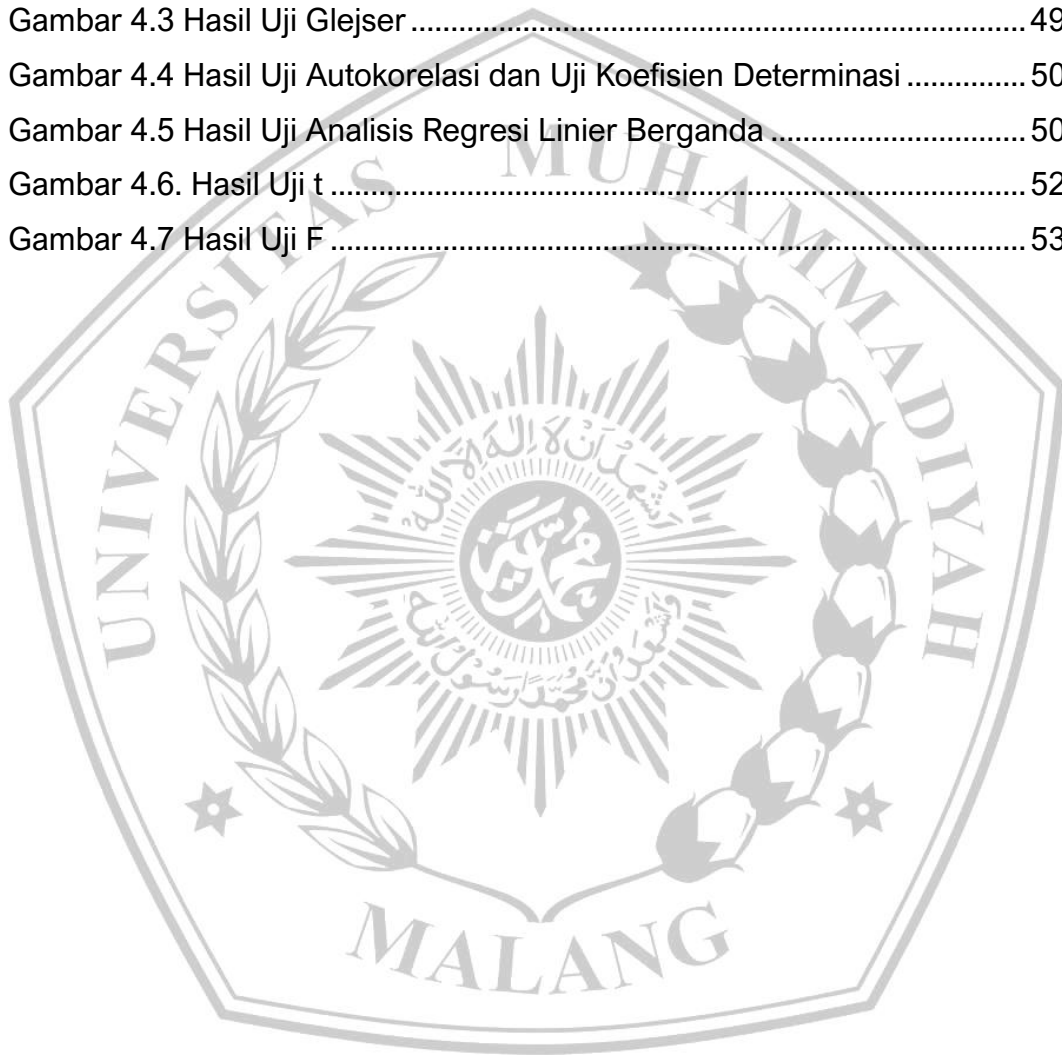 Gambar 4.3 Hasil Uji Glejser ............................................................................. 49
Gambar 4.4 Hasil Uji Autokorelasi dan Uji Koefisien Determinasi ............... 50
Gambar 4.5 Hasil Uji Analisis Regresi Linier Berganda ................................ 50
Gambar 4.6. Hasil Uji t ....................................................................................... 52
Gambar 4.7 Hasil Uji F ....................................................................................... 53
UNIVERSITAS MUHAMMADIYAH
MALANG